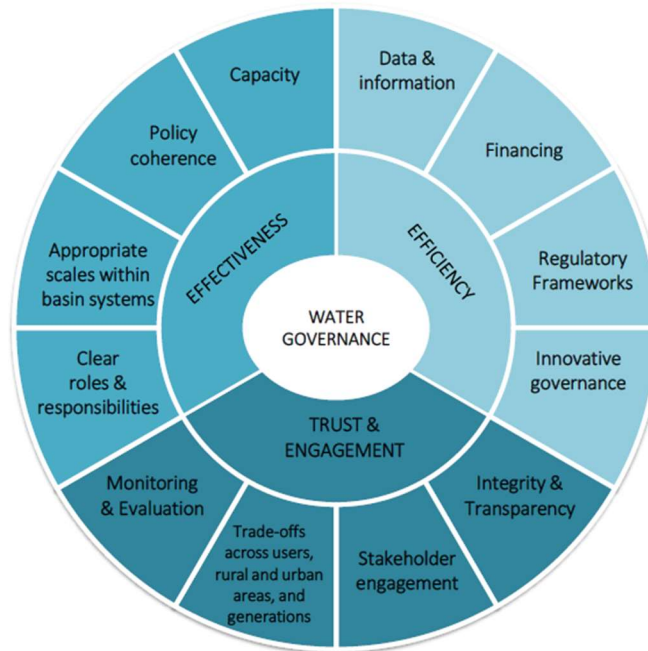 Capacity
Data &
information
Policy
coherence
Financing
EFFECTIVENESS
EFFICIENCY
Appropriate
scales within
basin systems
Regulatory
Frameworks
WATER
GOVERNANCE
Clear
roles &
responsibilities
Innovative
governance
TRUST &
ENGAGEMENT
Monitoring
& Evaluation
Integrity &
Transparency
Trade-offs
across users,
rural and urban
areas, and
generations
Stakeholder
engagement